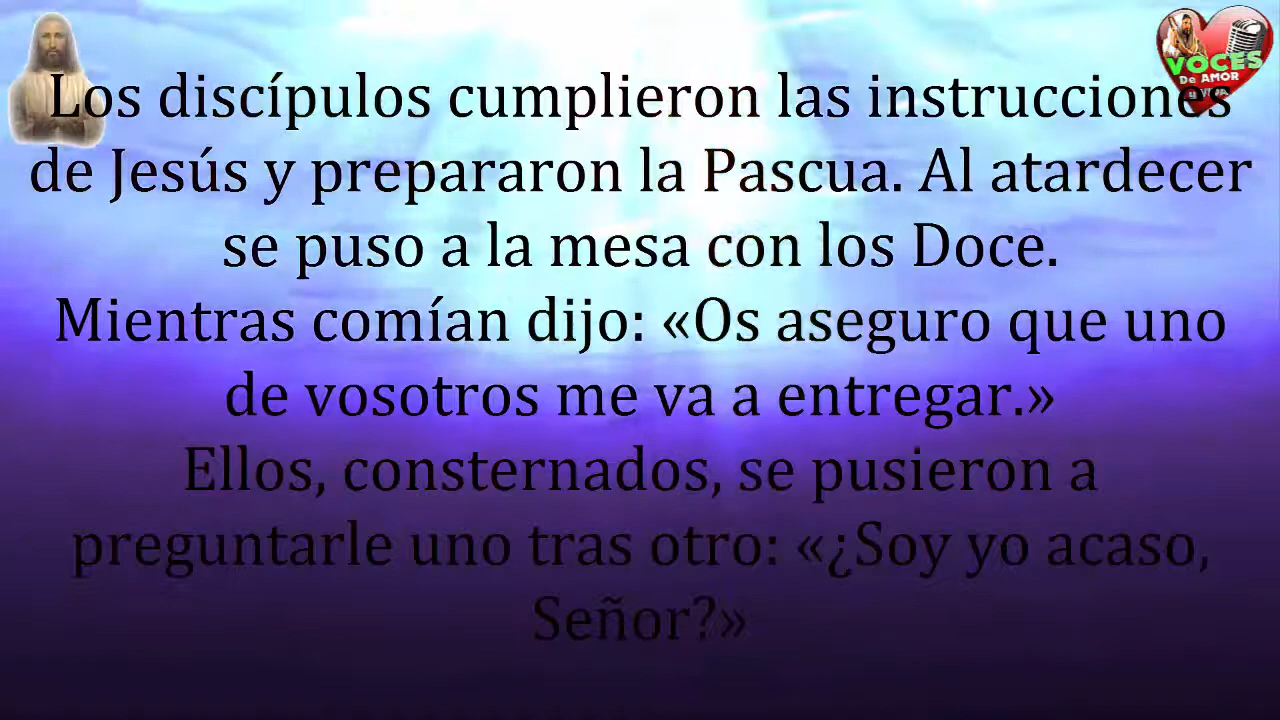 VOCES
De AMOR
Los discípulos cumplieron las instrucciones
de Jesús y prepararon la Pascua. Al atardecer
se puso a la mesa con los Doce.
Mientras comían dijo: «Os aseguro que uno
de vosotros me va a entregar.»
Ellos, consternados, se pusieron a
preguntarle uno tras otro: «¿Soy yo acaso,
Señor?»